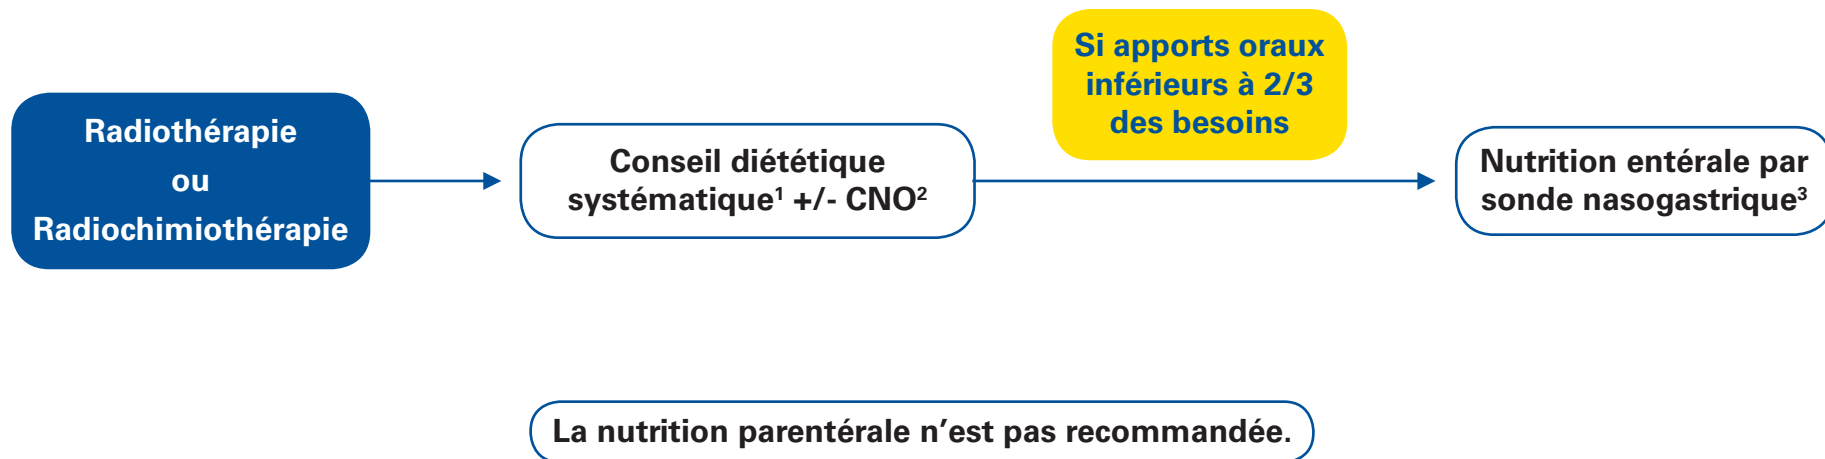 Si apports oraux
inférieurs à 2/3
des besoins
Radiothérapie
ou
Radiochimiothérapie
Conseil diététique
systématique¹ +/- CNO²
Nutrition entérale par
sonde nasogastrique³
La nutrition parentérale n’est pas recommandée.